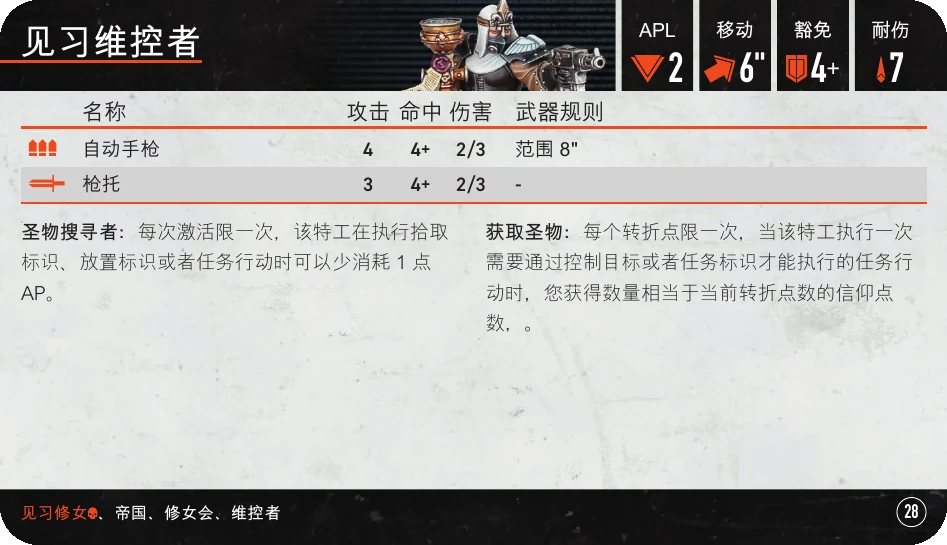 见习维控者
APL 移动 豁免 耐伤
2 6" 4+ 7
名称 攻击 命中 伤害 武器规则
自动手枪 4 4+ 2/3 范围 8"
枪托 3 4+ 2/3 -
圣物搜寻者：每次激活限一次，该特工在执行拾取
标识、放置标识或者任务行动时可以少消耗 1 点
AP。
获取圣物：每个转折点限一次，当该特工执行一次
需要通过控制目标或者任务标识才能执行的任务行
动时，您获得数量相当于当前转折点数的信仰点
数，。
见习修女、帝国、修女会、维控者
28